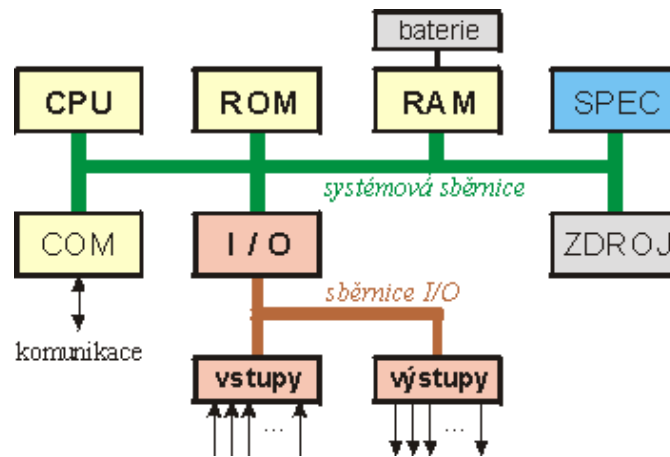 baterie
CPU
ROM
RAM
SPEC
systémová sběrnice
COM
I / O
ZDROJ
sběrnice I/O
komunikace
vstupy
výstupy
...
...